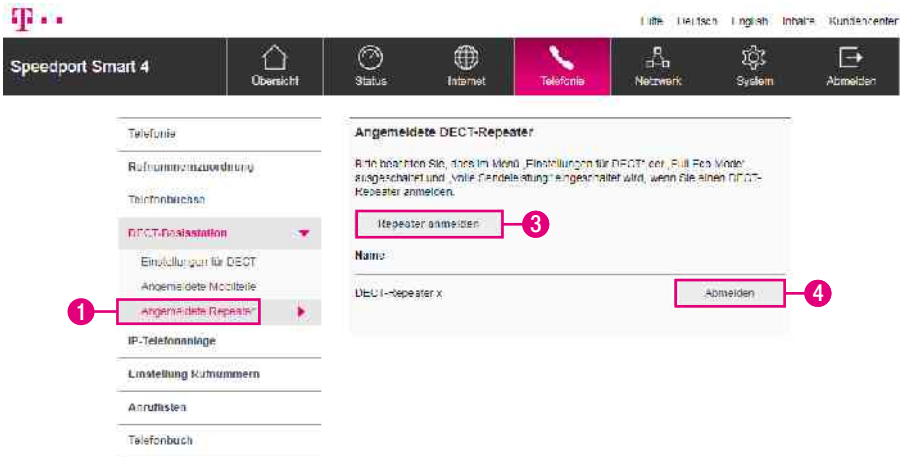 T
Hilfe Deutsch English Inhalte Kundencenter
Speedport Smart 4
Übersicht Status Internet Telefonie Netzwerk System Abmelden
Telefonie
Rufnummernzuordnung
Telefonbuchse
DECT-Basisstation
Einstellungen für DECT
Angemeldete Mobilteile
1 Angemeldete Repeater
IP-Telefonanlage
Einstellung Rufnummern
Anruflisten
Telefonbuch
Angemeldete DECT-Repeater
Bitte beachten Sie, dass im Menü „Einstellungen für DECT“ der „Full Eco Mode“
ausgeschaltet und „Volle Sendeleistung“ eingeschaltet wird, wenn Sie einen DECT-
Repeater anmelden.
Repeater anmelden 3
Name
DECT-Repeater x Abmelden 4